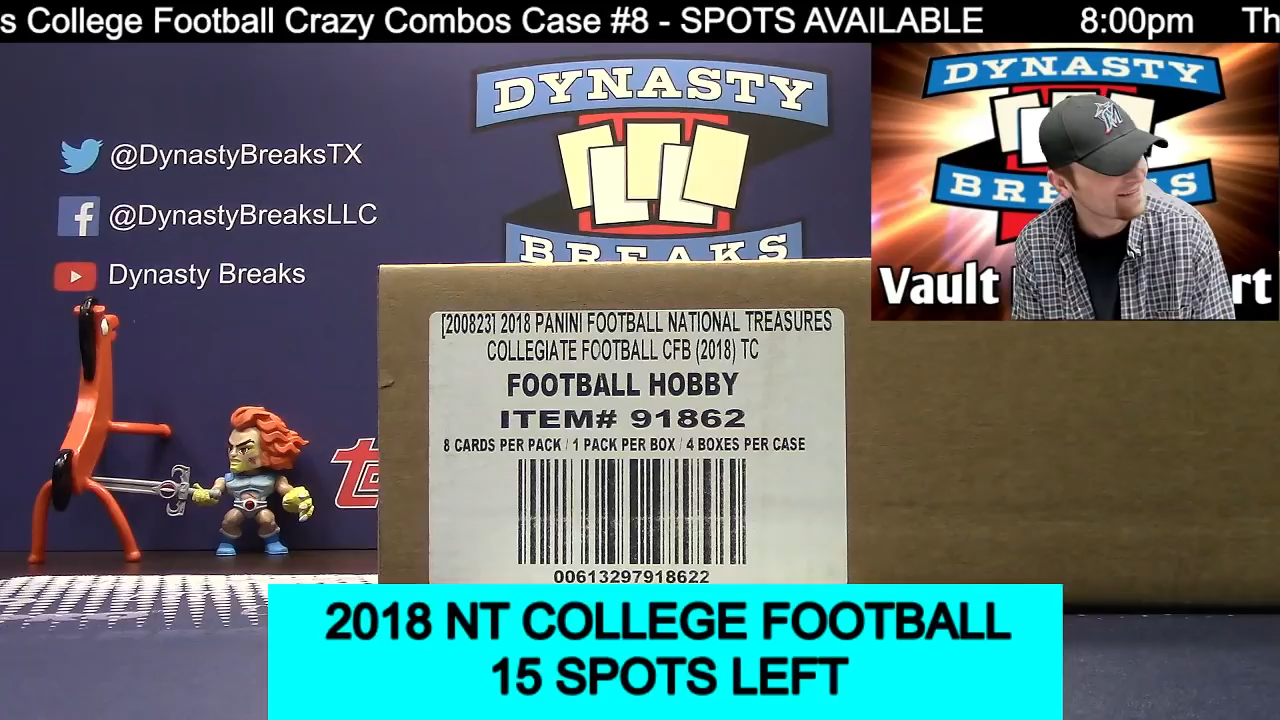 s College Football Crazy Combos Case #8 - SPOTS AVAILABLE 8:00pm Th
DYNASTY
BREAKS
@DynastyBreaksTX
@DynastyBreaksLLC
Dynasty Breaks
DYNASTY
BRE S
Vault rt
[200823] 2018 PANINI FOOTBALL NATIONAL TREASURES
COLLEGIATE FOOTBALL CFB (2018) TC
FOOTBALL HOBBY
ITEM# 91862
8 CARDS PER PACK / 1 PACK PER BOX / 4 BOXES PER CASE
00613297918622
2018 NT COLLEGE FOOTBALL
15 SPOTS LEFT